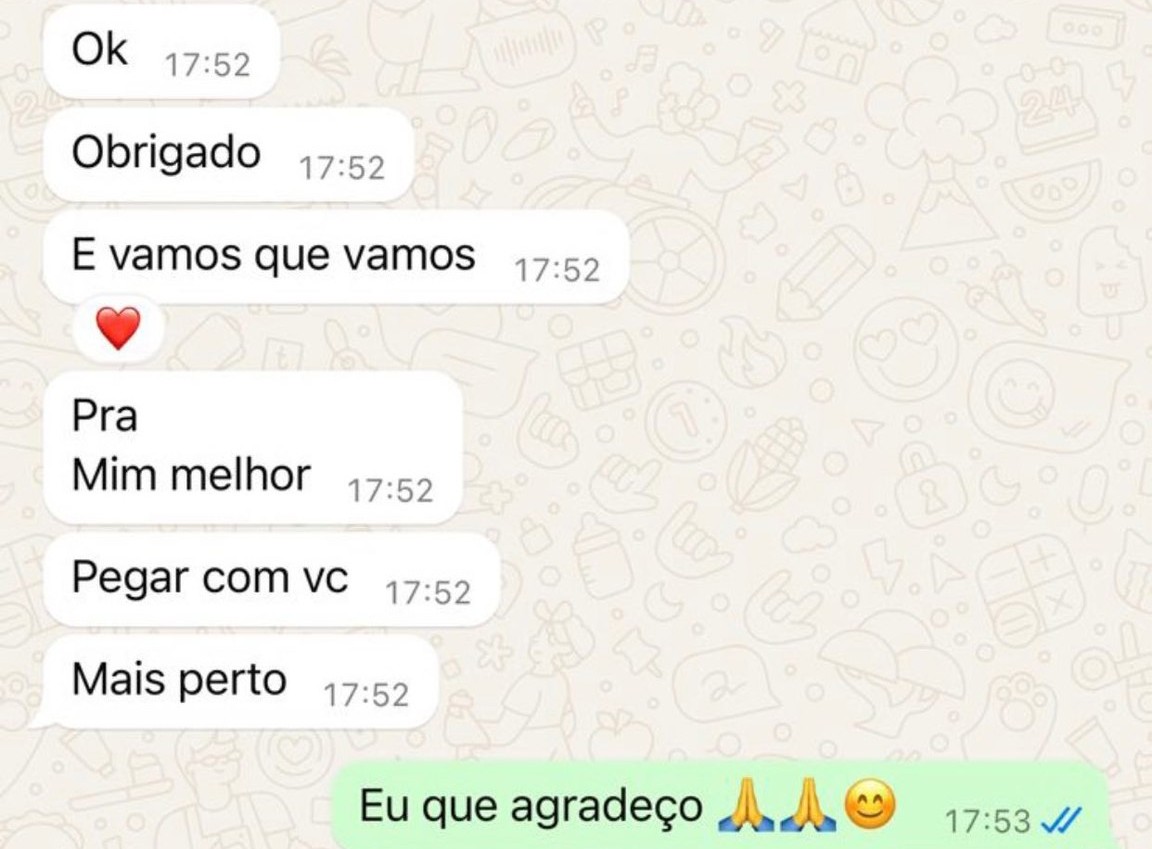 Ok 17:52
Obrigado 17:52
E vamos que vamos 17:52
❤️
Pra
Mim melhor 17:52
Pegar com vc 17:52
Mais perto 17:52
Eu que agradeço 🙏🙏😊 17:53